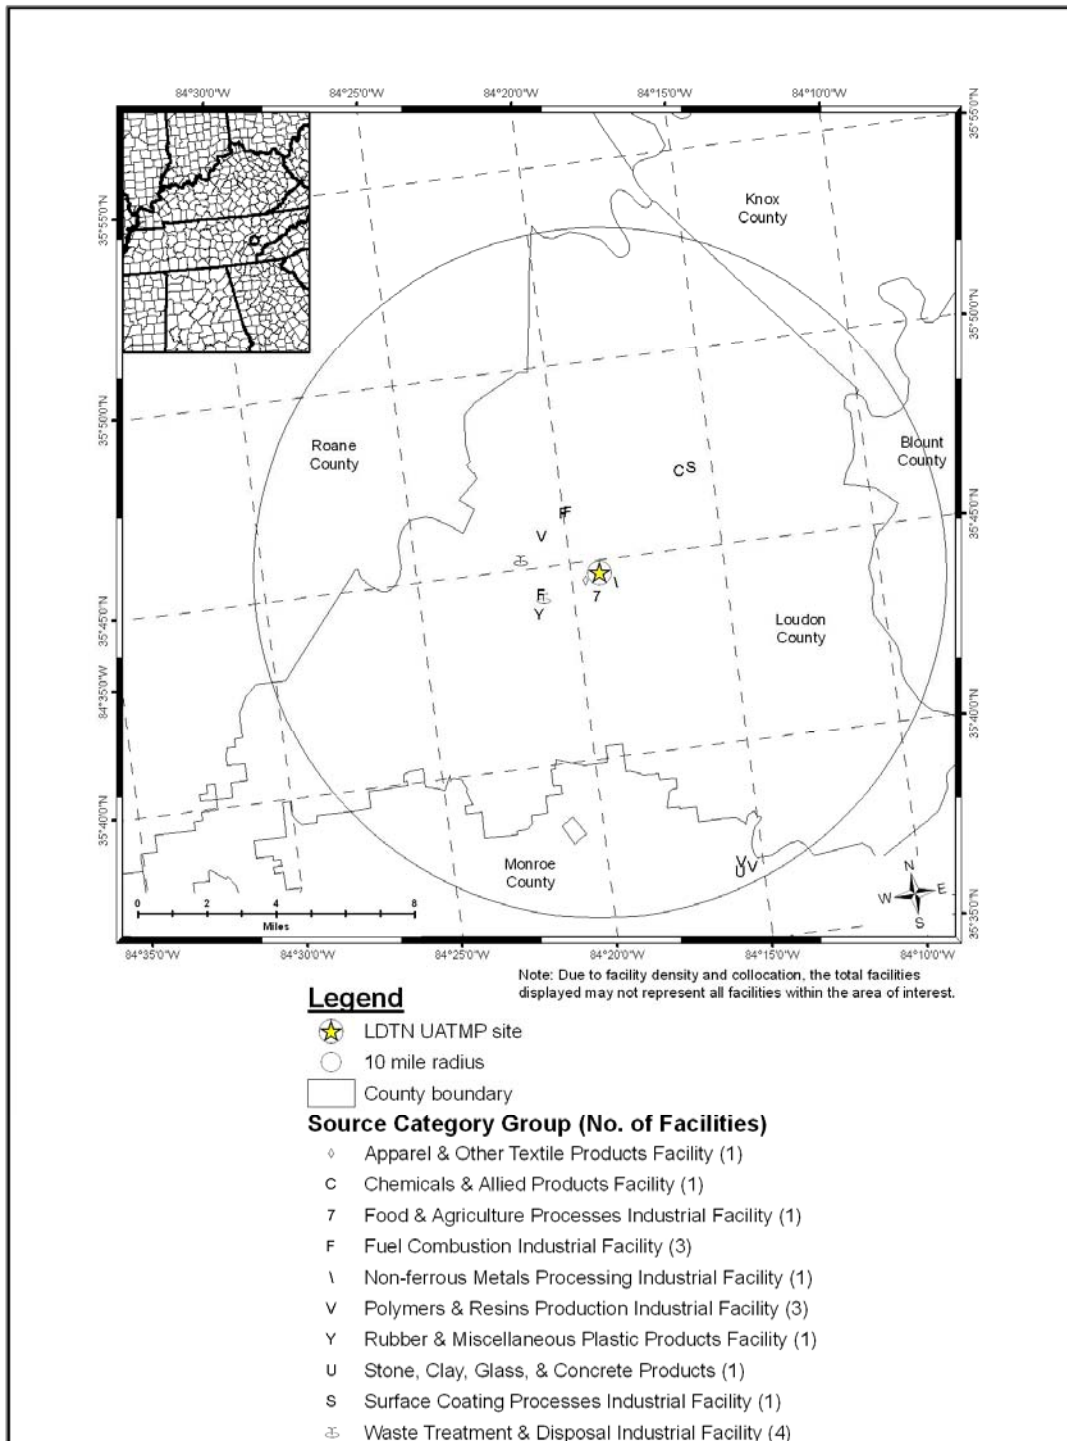 84°30'0"W 84°25'0"W 84°20'0"W 84°15'0"W 84°10'0"W
35°55'0"N
35°55'0"N
Knox
County
35°50'0"N
35°50'0"N
Roane
County
Blount
County
C S
F F
35°45'0"N
V
F
7
Y
Loudon
County
35°45'0"N
84°35'0"W
35°40'0"N
35°40'0"N
Monroe
County
V V
U
N
W E
S
35°35'0"N
0 2 4 8
Miles
84°35'0"W 84°30'0"W 84°25'0"W 84°20'0"W 84°15'0"W 84°10'0"W
Note: Due to facility density and collocation, the total facilities
displayed may not represent all facilities within the area of interest.
Legend
LDTN UATMP site
10 mile radius
County boundary
Source Category Group (No. of Facilities)
Apparel & Other Textile Products Facility (1)
C Chemicals & Allied Products Facility (1)
7 Food & Agriculture Processes Industrial Facility (1)
F Fuel Combustion Industrial Facility (3)
\ Non-ferrous Metals Processing Industrial Facility (1)
V Polymers & Resins Production Industrial Facility (3)
Y Rubber & Miscellaneous Plastic Products Facility (1)
U Stone, Clay, Glass, & Concrete Products (1)
S Surface Coating Processes Industrial Facility (1)
Waste Treatment & Disposal Industrial Facility (4)